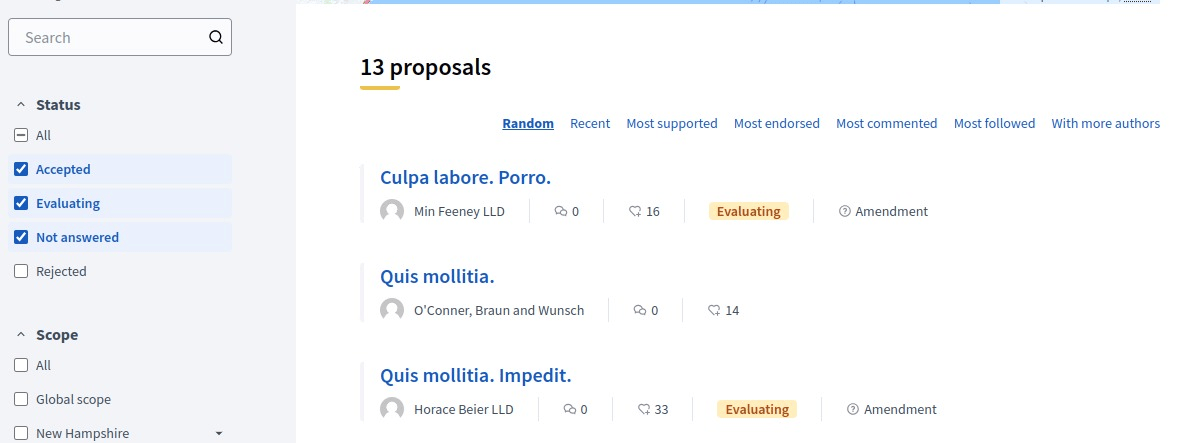 Search
Status
All
Accepted
Evaluating
Not answered
Rejected
Scope
All
Global scope
New Hampshire
13 proposals
Random Recent Most supported Most endorsed Most commented Most followed With more authors
Culpa labore. Porro.
Min Feeney LLD 0 16 Evaluating Amendment
Quis mollitia.
O'Conner, Braun and Wunsch 0 14
Quis mollitia. Impedit.
Horace Beier LLD 0 33 Evaluating Amendment